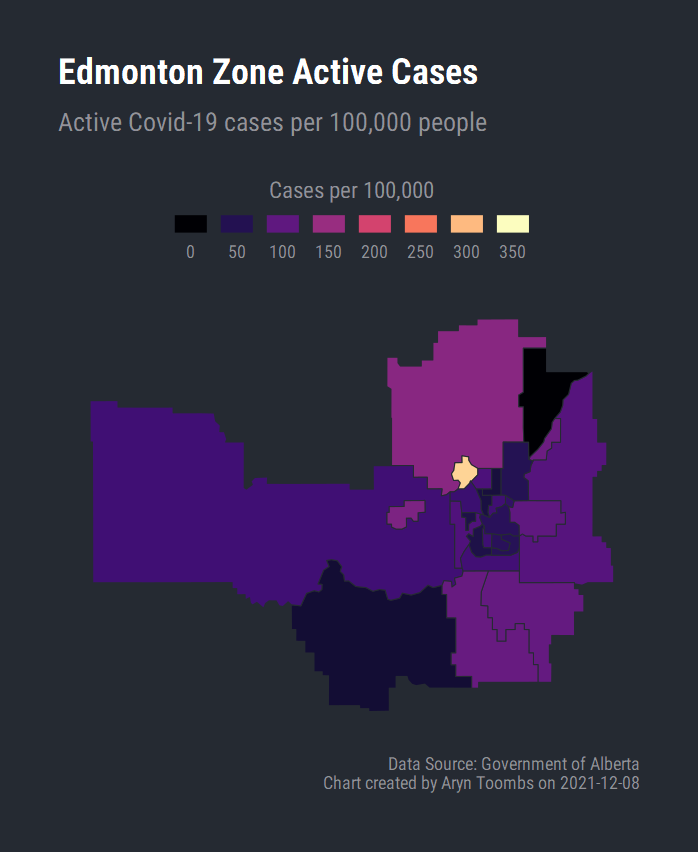 Edmonton Zone Active Cases
Active Covid-19 cases per 100,000 people
Cases per 100,000
0 50 100 150 200 250 300 350
Data Source: Government of Alberta
Chart created by Aryn Toombs on 2021-12-08